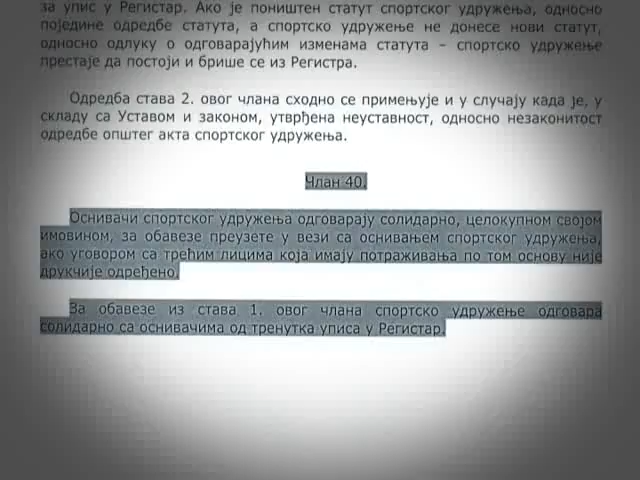 за упис у Регистар. Ако је поништен статут спортског удружења, односно
поједине одредбе статута, а спортско удружење не донесе нови статут,
односно одлуку о одговарајућим изменама статута – спортско удружење
престаје да постоји и брише се из Регистра.
Одредба става 2. овог члана сходно се примењује и у случају када је, у
складу са Уставом и законом, утврђена неуставност, односно незаконитост
одредбе општег акта спортског удружења.
Члан 40.
Оснивачи спортског удружења одговарају солидарно, целокупном својом
имовином, за обавезе преузете у вези са оснивањем спортског удружења,
ако уговором са трећим лицима која имају потраживања по том основу није
друкчије одређено.
За обавезе из става 1. овог члана спортско удружење одговара
солидарно са оснивачима од тренутка уписа у Регистар.